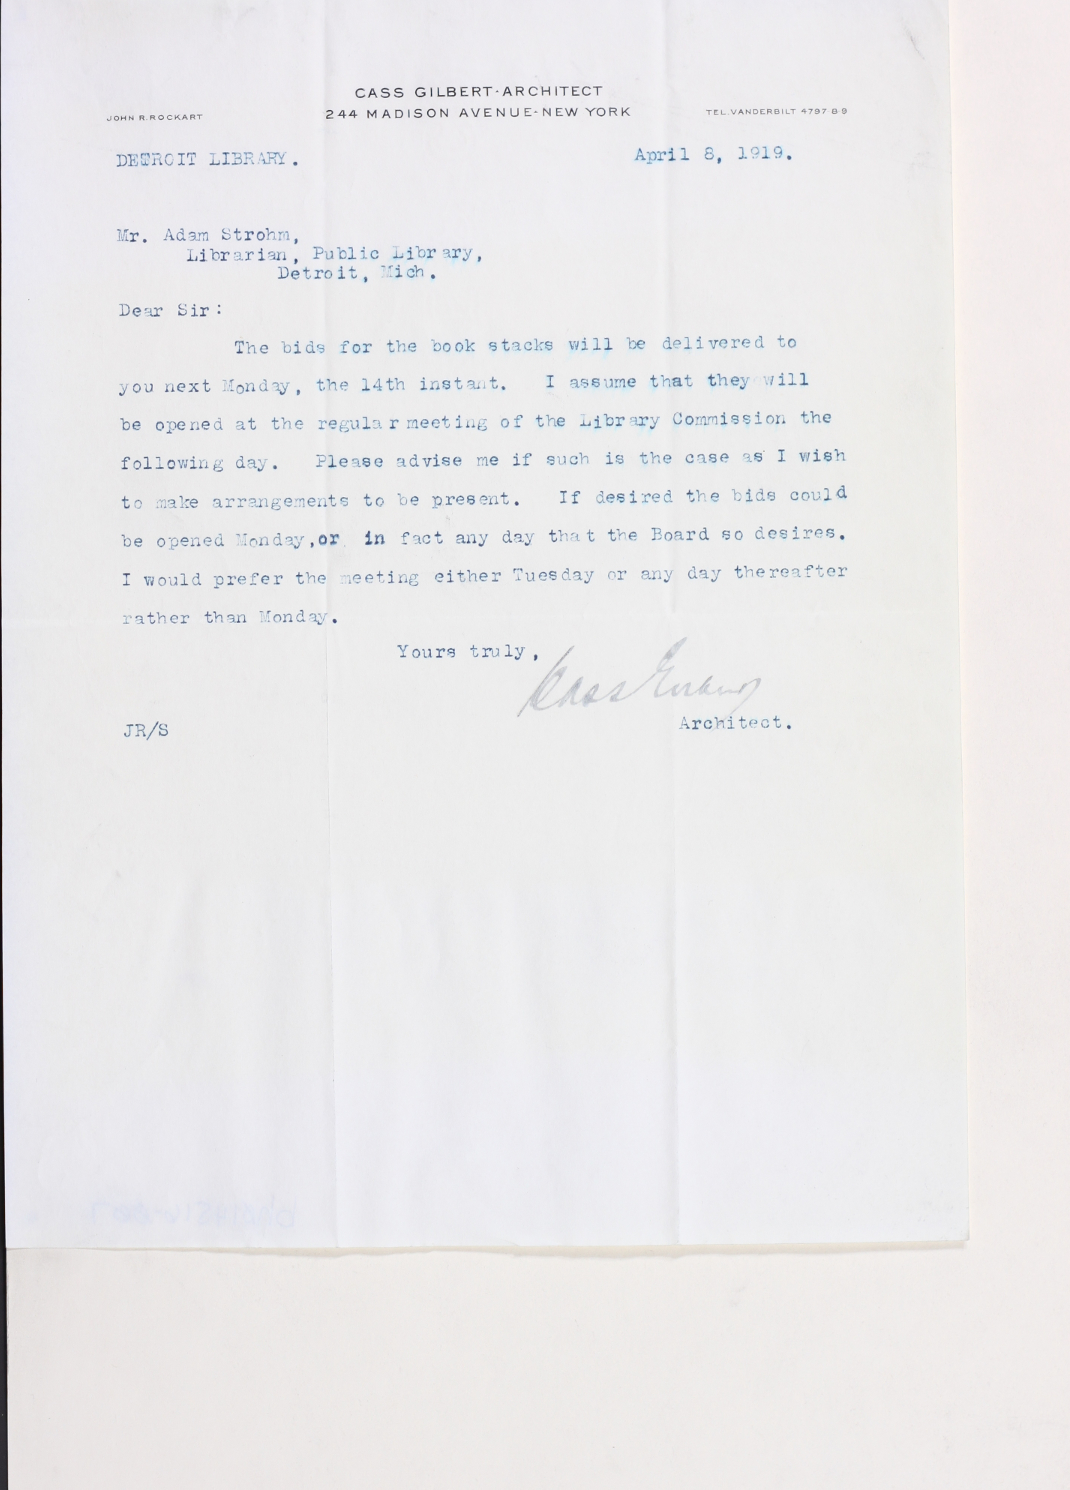 CASS GILBERT-ARCHITECT
244 MADISON AVENUE-NEW YORK
JOHN R. ROCKART
TEL. VANDERBILT 4797-8-9
DETROIT LIBRARY.
April 8, 1919.
Mr. Adam Strohm,
Librarian, Public Library,
Detroit, Mich.
Dear Sir:
The bids for the book stacks will be delivered to
you next Monday, the 14th instant. I assume that they will
be opened at the regular meeting of the Library Commission the
following day. Please advise me if such is the case as I wish
to make arrangements to be present. If desired the bids could
be opened Monday, or in fact any day that the Board so desires.
I would prefer the meeting either Tuesday or any day thereafter
rather than Monday.
Yours truly,
Cass Gilbert
Architect.
JR/S